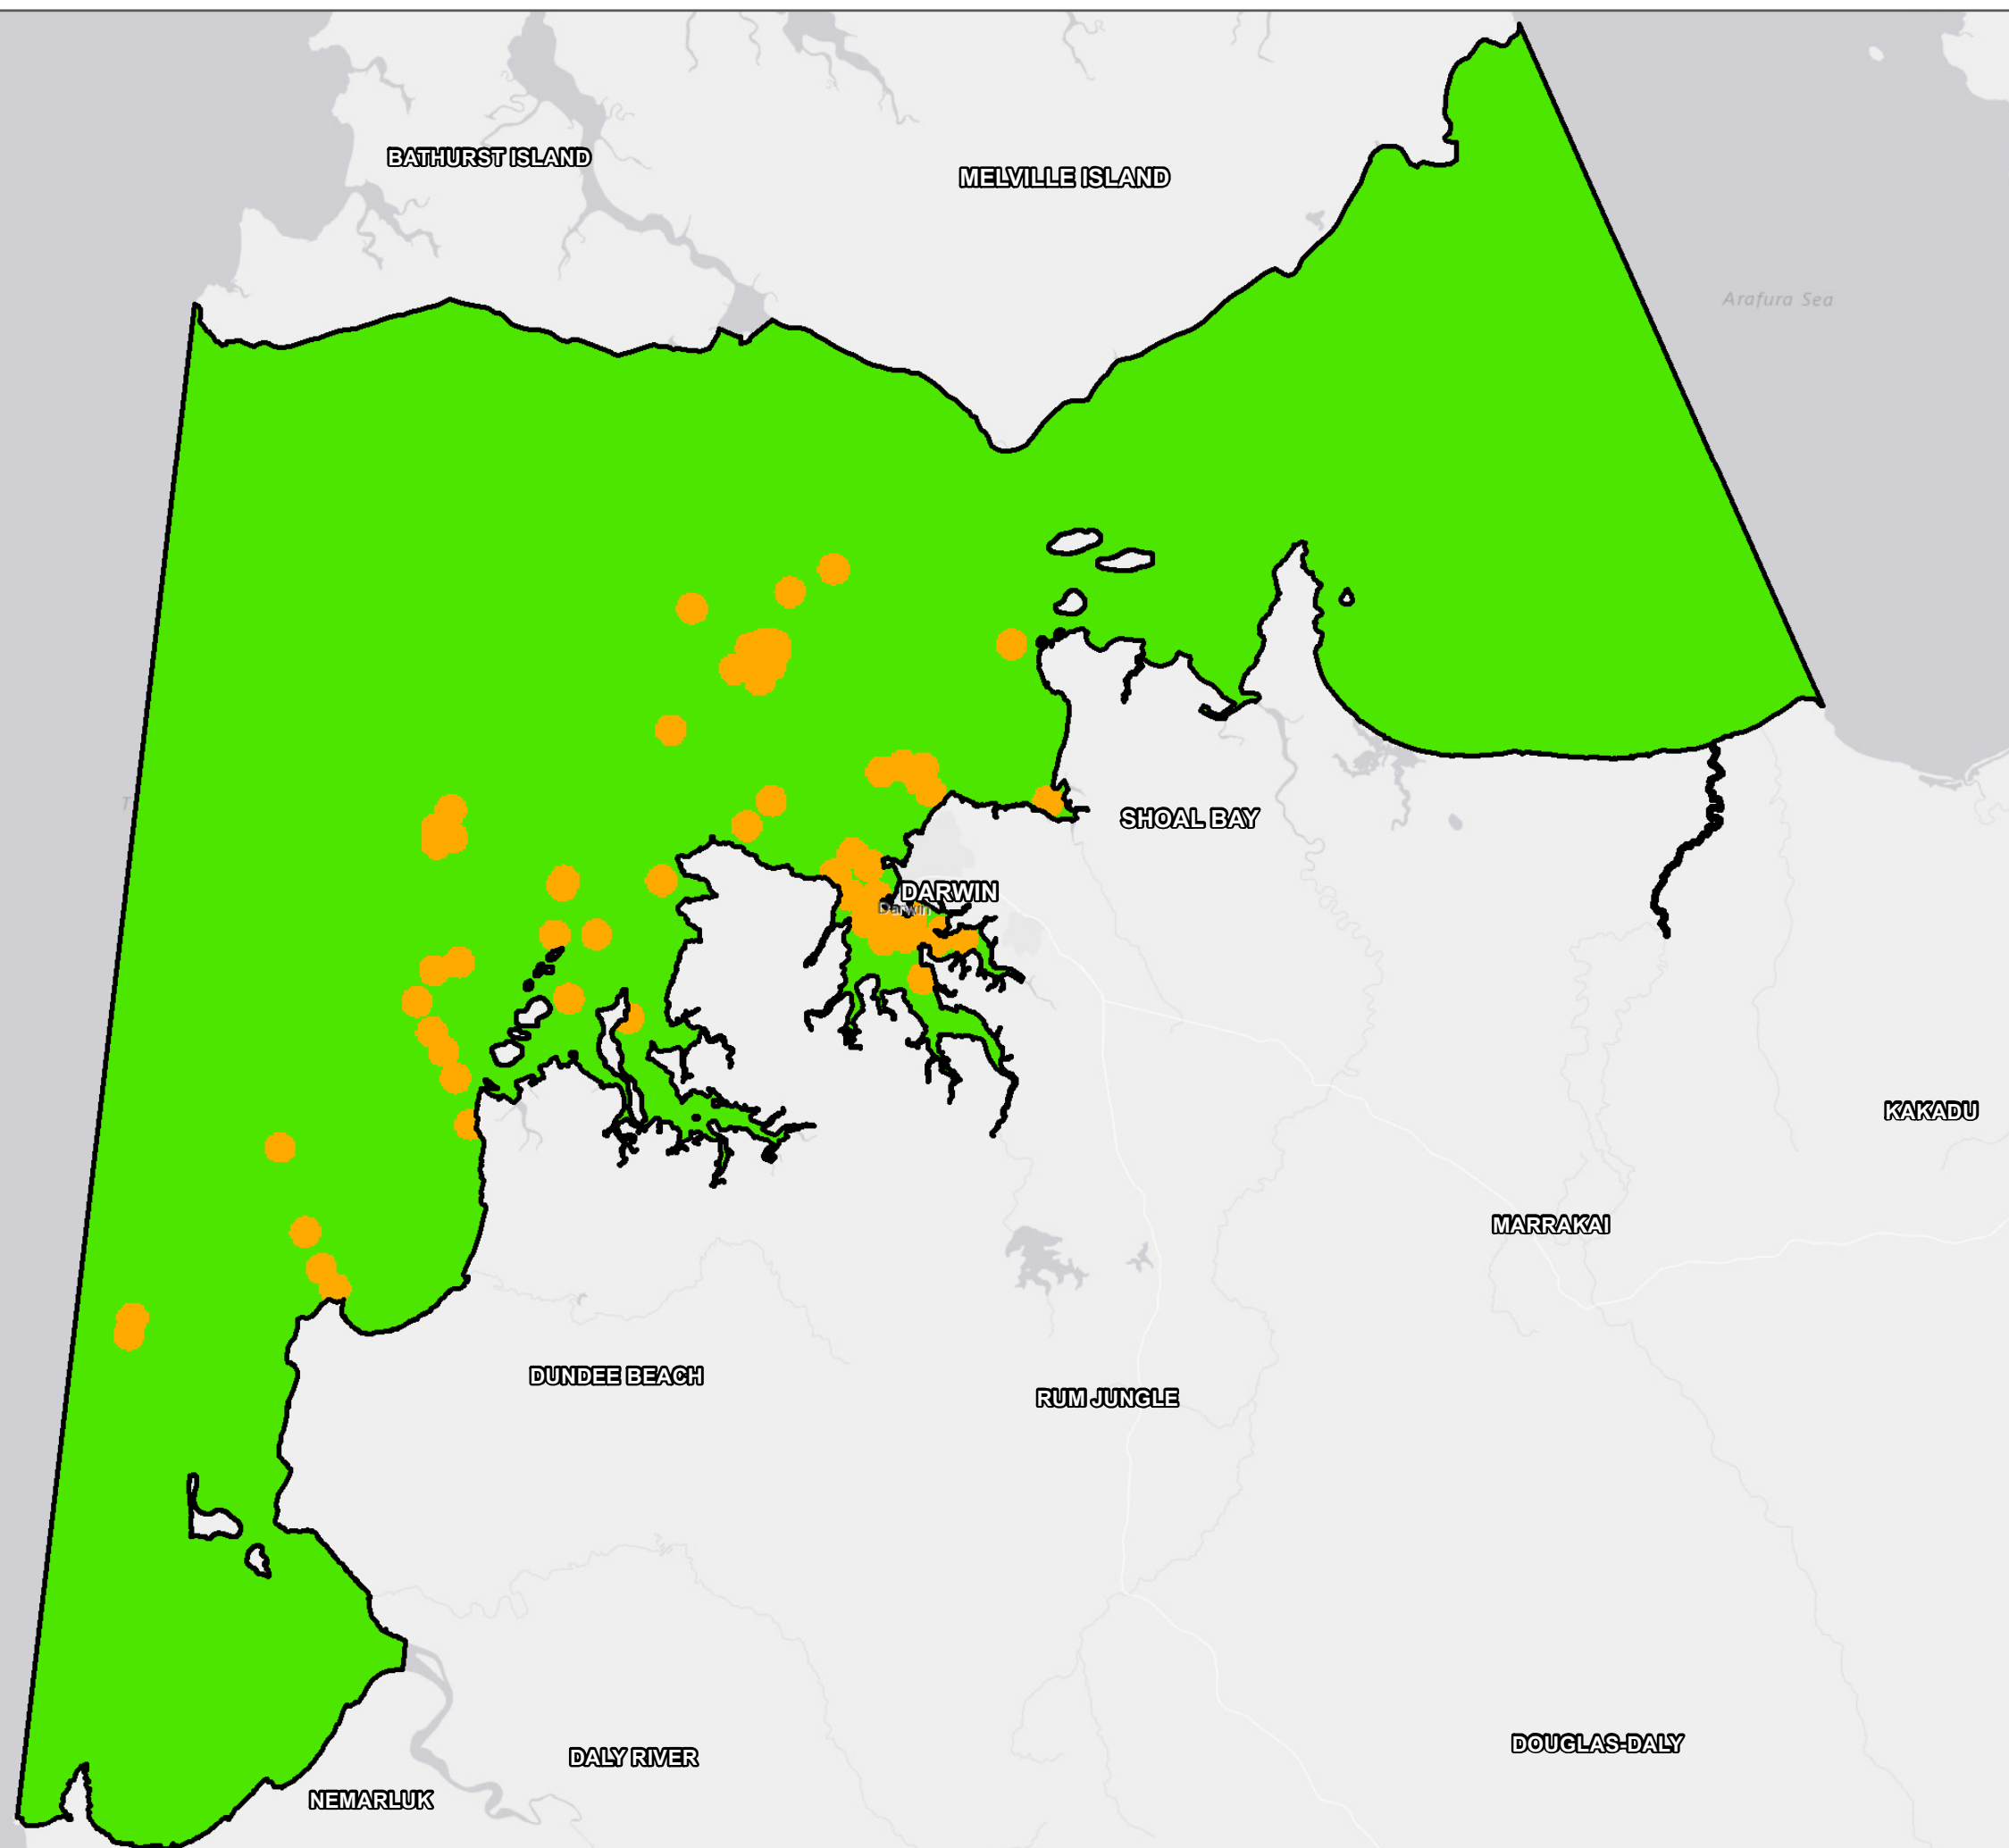 BATHURST ISLAND
MELVILLE ISLAND
Arafura Sea
T
SHOAL BAY
DARWIN
Darwin
KAKADU
MARRAKAI
DUNDEE BEACH
RUM JUNGLE
DOUGLAS-DALY
DALY RIVER
NEMARLUK